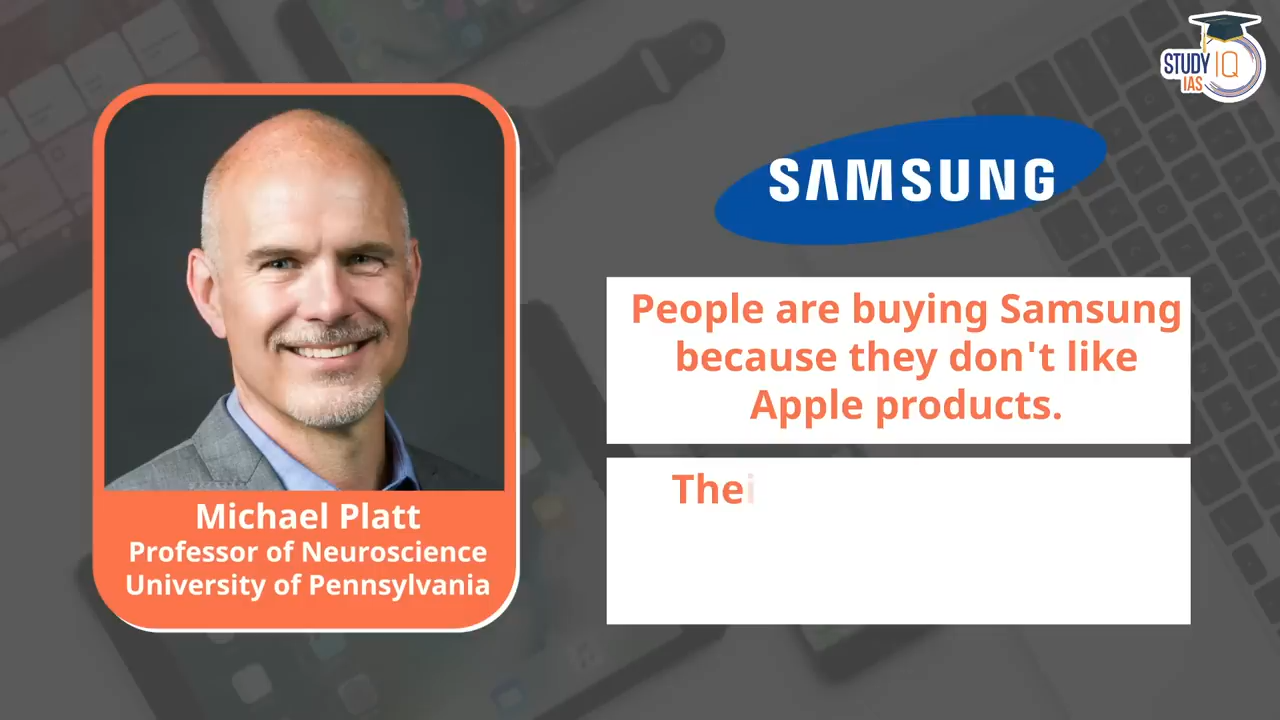 STUDY IQ
IAS
SAMSUNG
People are buying Samsung
because they don't like
Apple products.
Thei
Michael Platt
Professor of Neuroscience
University of Pennsylvania